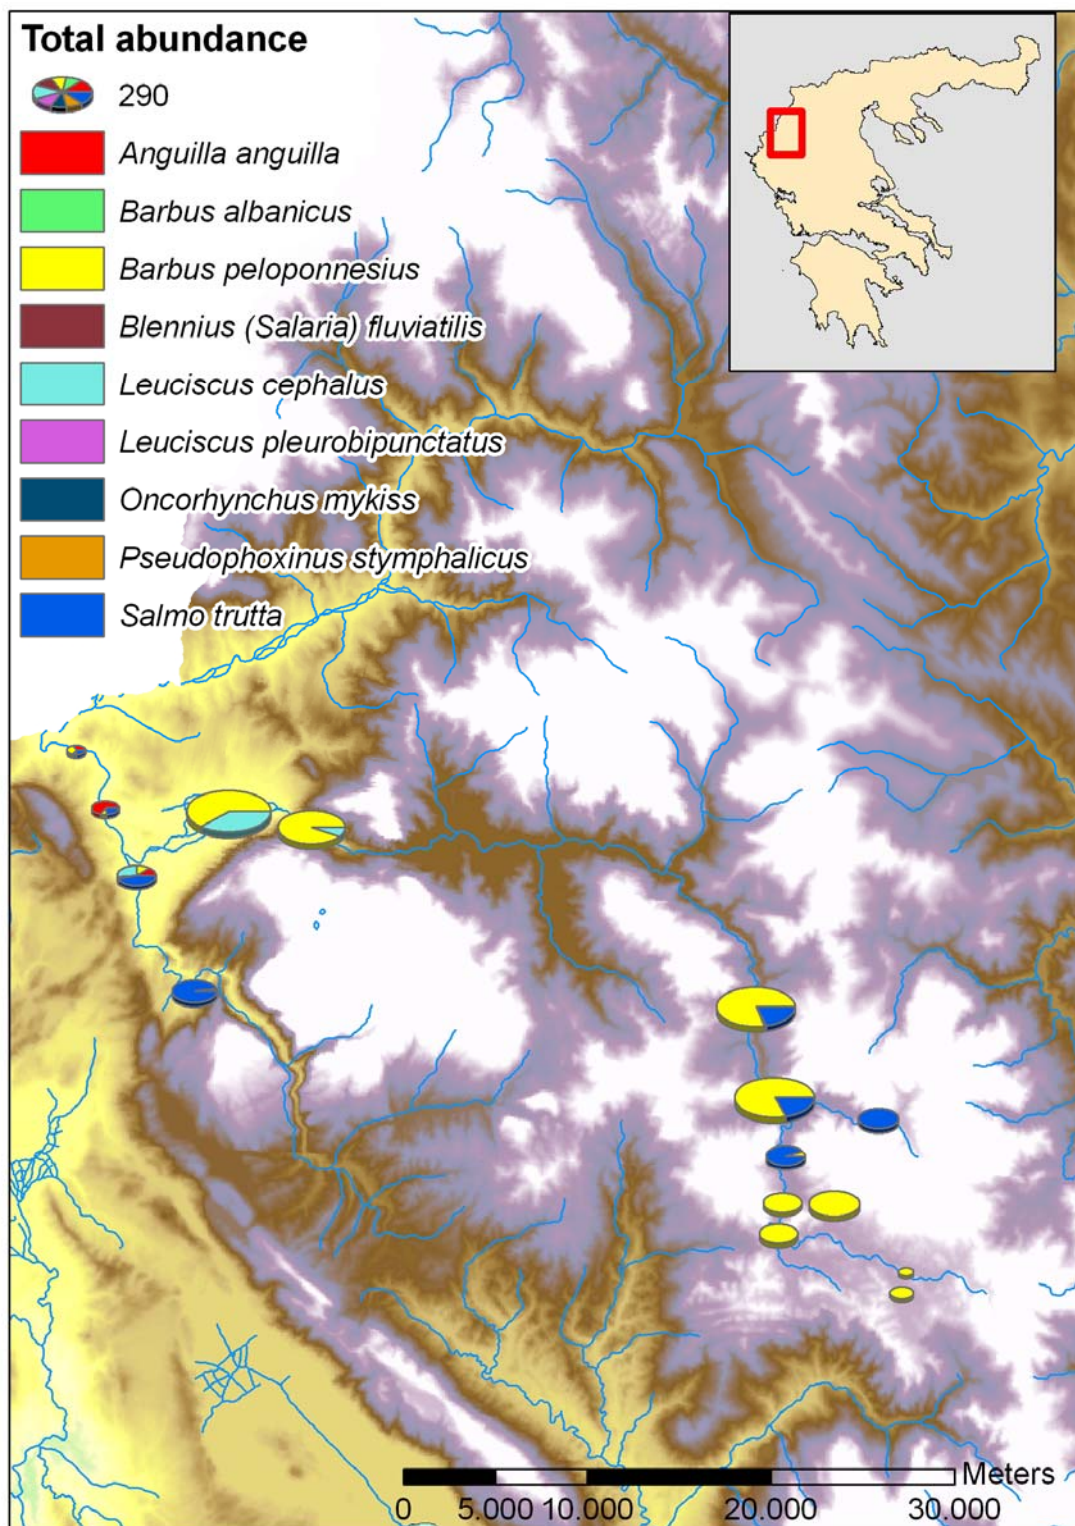 Total abundance
290
Anguilla anguilla
Barbus albanicus
Barbus peloponnesius
Blennius (Salaria) fluviatilis
Leuciscus cephalus
Leuciscus pleurobipunctatus
Oncorhynchus mykiss
Pseudophoxinus stymphalicus
Salmo trutta
Meters
0 5.000 10.000 20.000 30.000